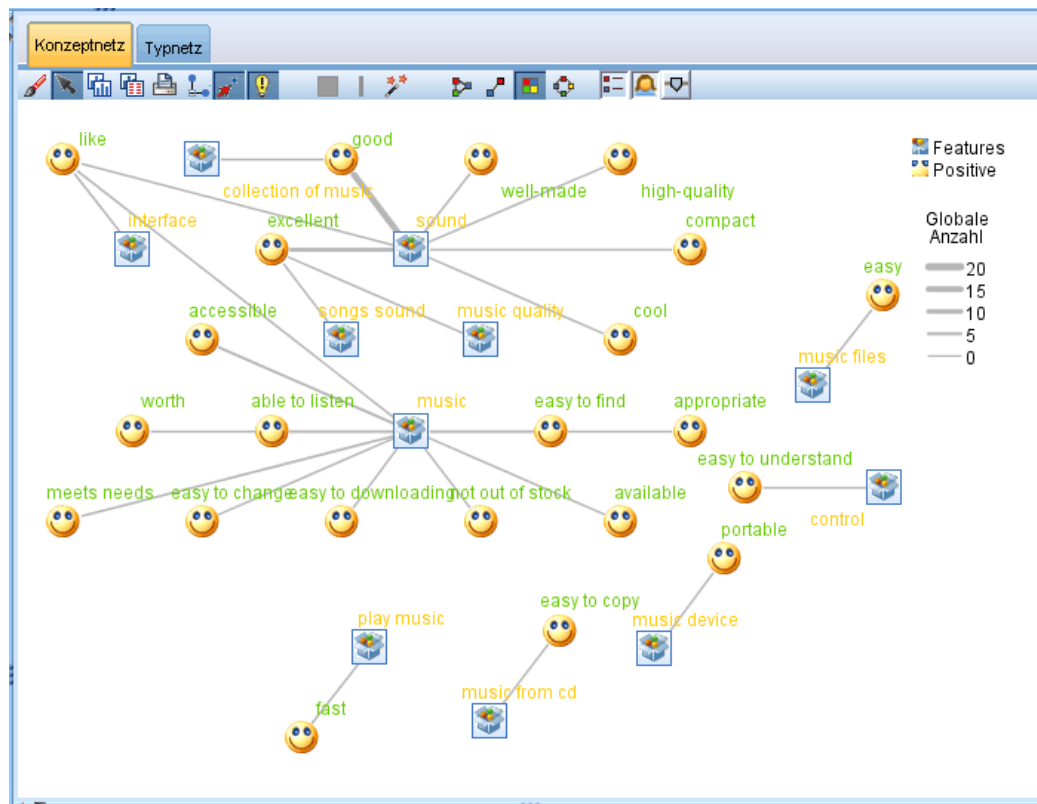 Konzeptnetz
Typnetz
like
good
Features
Positive
collection of music
well-made
high-quality
interface
excellent
sound
compact
Globale
Anzahl
20
15
10
5
0
easy
accessible
songs sound
music quality
cool
music files
worth
able to listen
music
easy to find
appropriate
easy to understand
meets needs
easy to change
easy to downloading
not out of stock
available
control
portable
easy to copy
play music
music device
music from cd
fast